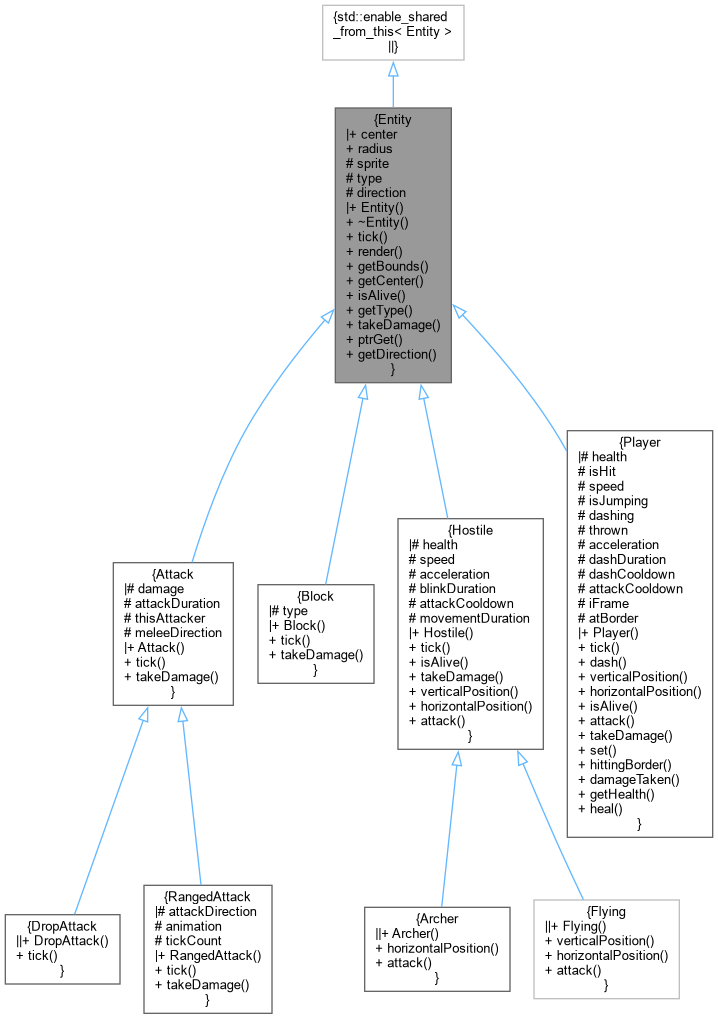 {std::enable_shared
_from_this< Entity >
||}
{Entity
|+ center
+ radius
# sprite
# type
# direction
|+ Entity()
+ ~Entity()
+ tick()
+ render()
+ getBounds()
+ getCenter()
+ isAlive()
+ getType()
+ takeDamage()
+ ptrGet()
+ getDirection()
}
{Attack
|# damage
# attackDuration
# thisAttacker
# meleeDirection
|+ Attack()
+ tick()
+ takeDamage()
}
{Block
|# type
|+ Block()
+ tick()
+ takeDamage()
}
{Hostile
|# health
# speed
# acceleration
# blinkDuration
# attackCooldown
# movementDuration
|+ Hostile()
+ tick()
+ isAlive()
+ takeDamage()
+ verticalPosition()
+ horizontalPosition()
+ attack()
}
{Player
|# health
# isHit
# speed
# isJumping
# dashing
# thrown
# acceleration
# dashDuration
# dashCooldown
# attackCooldown
# iFrame
# atBorder
|+ Player()
+ tick()
+ dash()
+ verticalPosition()
+ horizontalPosition()
+ isAlive()
+ attack()
+ takeDamage()
+ set()
+ hittingBorder()
+ damageTaken()
+ getHealth()
+ heal()
}
{DropAttack
||+ DropAttack()
+ tick()
}
{RangedAttack
|# attackDirection
# animation
# tickCount
|+ RangedAttack()
+ tick()
+ takeDamage()
}
{Archer
||+ Archer()
+ horizontalPosition()
+ attack()
}
{Flying
||+ Flying()
+ verticalPosition()
+ horizontalPosition()
+ attack()
}